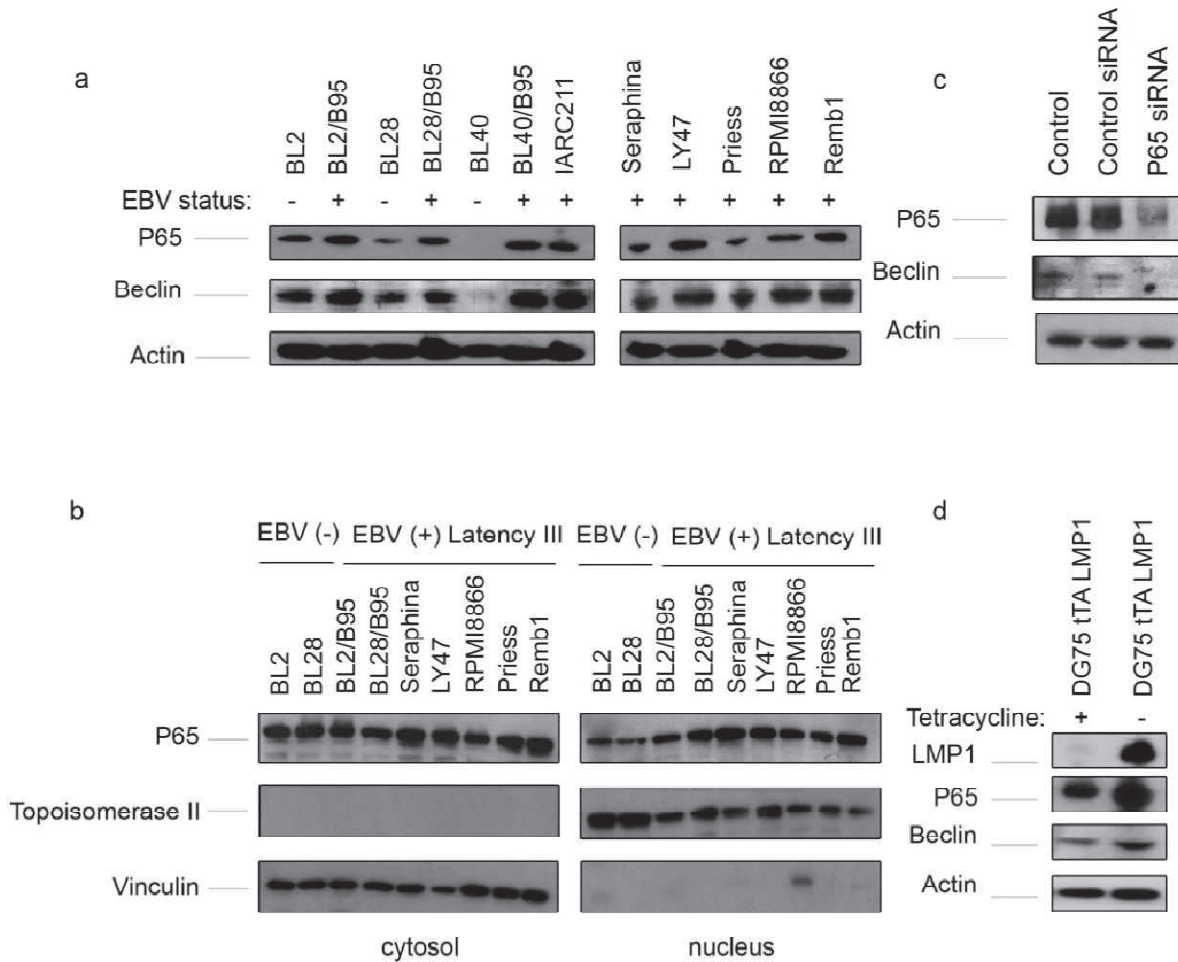 a
BL2
BL2/B95
BL28
BL28/B95
BL40
BL40/B95
IARC211
Seraphina
LY47
Priess
RPMI8866
Remb1
EBV status: - + - + - + + + + + + +
P65
Beclin
Actin
c
Control
Control siRNA
P65 siRNA
P65
Beclin
Actin
b
EBV (-) EBV (+) Latency III EBV (-) EBV (+) Latency III
BL2
BL28
BL2/B95
BL28/B95
Seraphina
LY47
RPMI8866
Priess
Remb1
BL2
BL28
BL2/B95
BL28/B95
Seraphina
LY47
RPMI8866
Priess
Remb1
P65
Topoisomerase II
Vinculin
cytosol nucleus
d
DG75 tTA LMP1
DG75 tTA LMP1
Tetracycline: + -
LMP1
P65
Beclin
Actin